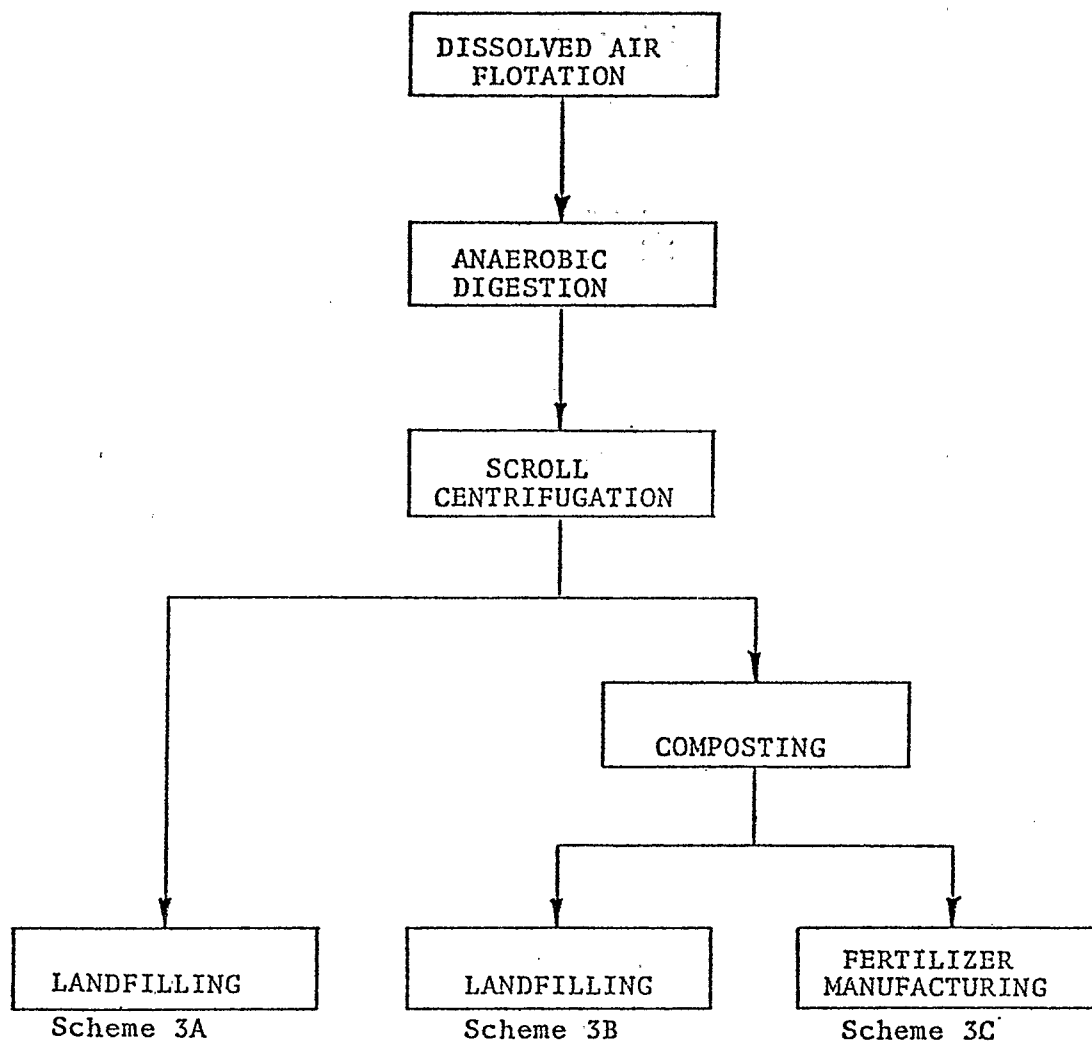 DISSOLVED AIR
FLOTATION
ANAEROBIC
DIGESTION
SCROLL
CENTRIFUGATION
COMPOSTING
LANDFILLING
Scheme 3A
LANDFILLING
Scheme 3B
FERTILIZER
MANUFACTURING
Scheme 3C